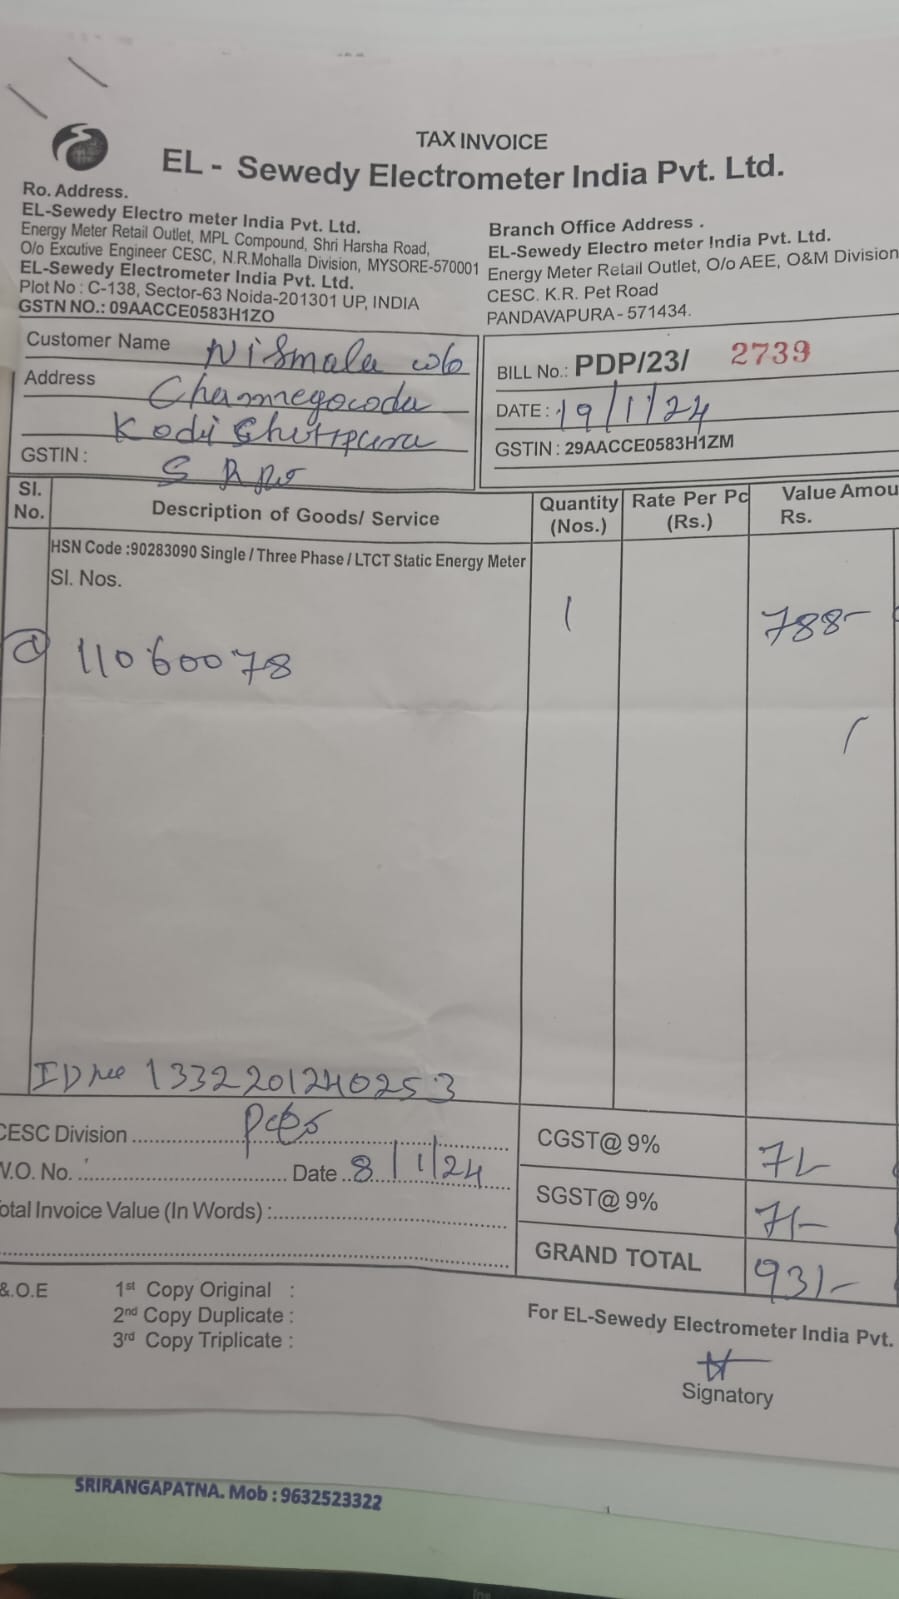 TAX INVOICE
EL - Sewedy Electrometer India Pvt. Ltd.
Ro. Address.
EL-Sewedy Electro meter India Pvt. Ltd.
Energy Meter Retail Outlet, MPL Compound, Shri Harsha Road,
O/o Excutive Engineer CESC, N.R.Mohalla Division, MYSORE-570001
EL-Sewedy Electrometer India Pvt. Ltd.
Plot No : C-138, Sector-63 Noida-201301 UP, INDIA
GSTN NO.: 09AACCE0583H1ZO
Branch Office Address .
EL-Sewedy Electro meter India Pvt. Ltd.
Energy Meter Retail Outlet, O/o AEE, O&M Division
CESC. K.R. Pet Road
PANDAVAPURA - 571434.
Customer Name Nismala w/o
Address
GSTIN :
BILL No.: PDP/23/ 2739
DATE : 19/1/24
GSTIN : 29AACCE0583H1ZM
Sl. No. Description of Goods/ Service Quantity (Nos.) Rate Per Pc (Rs.) Value Amou Rs.
HSN Code :90283090 Single / Three Phase / LTCT Static Energy Meter
Sl. Nos.
11060078 1 788-
ID no 1332201240253
CESC Division
W.O. No. Date 8/1/24
otal Invoice Value (In Words) :
CGST@ 9% 71-
SGST@ 9% 71-
GRAND TOTAL 931-
&.O.E
1st Copy Original :
2nd Copy Duplicate :
3rd Copy Triplicate :
For EL-Sewedy Electrometer India Pvt.
Signatory
SRIRANGAPATNA. Mob : 9632523322